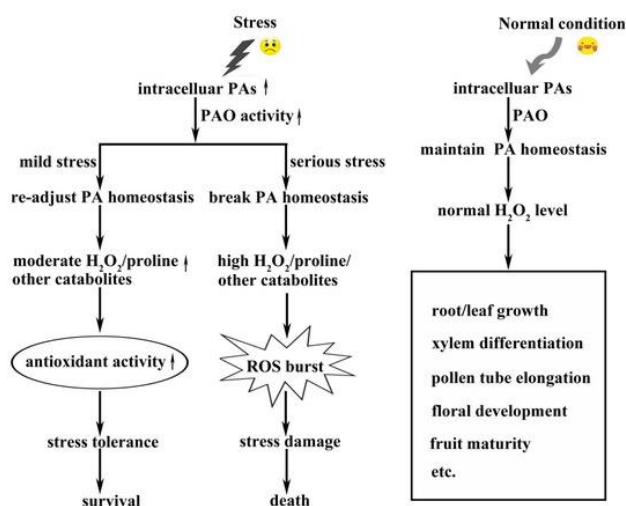 Stress
intracelluar PAs ↑
PAO activity ↑
mild stress
serious stress
re-adjust PA homeostasis
break PA homeostasis
moderate H₂O₂/proline ↑
other catabolites
high H₂O₂/proline/
other catabolites
antioxidant activity ↑
ROS burst
stress tolerance
stress damage
survival
death
Normal condition
intracelluar PAs
PAO
maintain PA homeostasis
normal H₂O₂ level
root/leaf growth
xylem differentiation
pollen tube elongation
floral development
fruit maturity
etc.